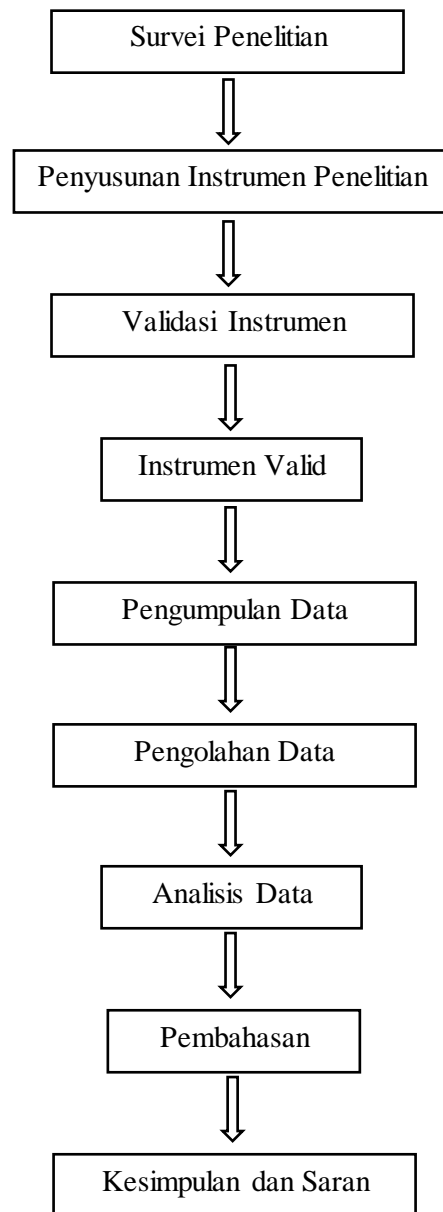 Survei Penelitian
Penyusunan Instrumen Penelitian
Validasi Instrumen
Instrumen Valid
Pengumpulan Data
Pengolahan Data
Analisis Data
Pembahasan
Kesimpulan dan Saran